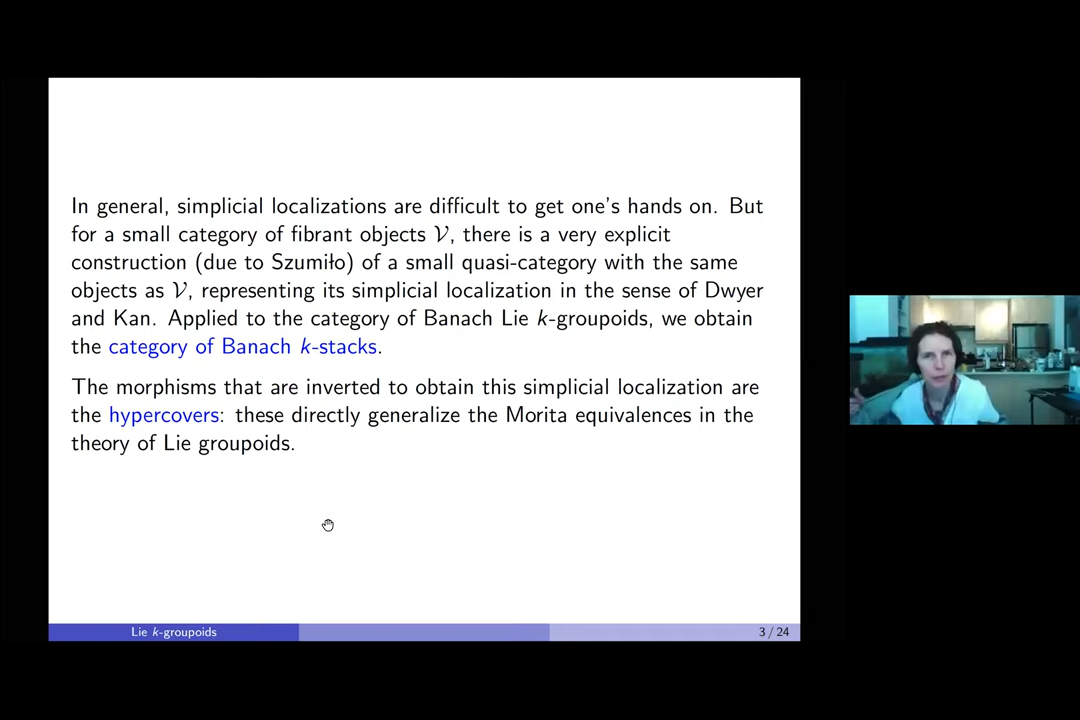 In general, simplicial localizations are difficult to get one's hands on. But
for a small category of fibrant objects 𝒱, there is a very explicit
construction (due to Szumiło) of a small quasi-category with the same
objects as 𝒱, representing its simplicial localization in the sense of Dwyer
and Kan. Applied to the category of Banach Lie k-groupoids, we obtain
the category of Banach k-stacks.
The morphisms that are inverted to obtain this simplicial localization are
the hypercovers: these directly generalize the Morita equivalences in the
theory of Lie groupoids.
Lie k-groupoids
3 / 24